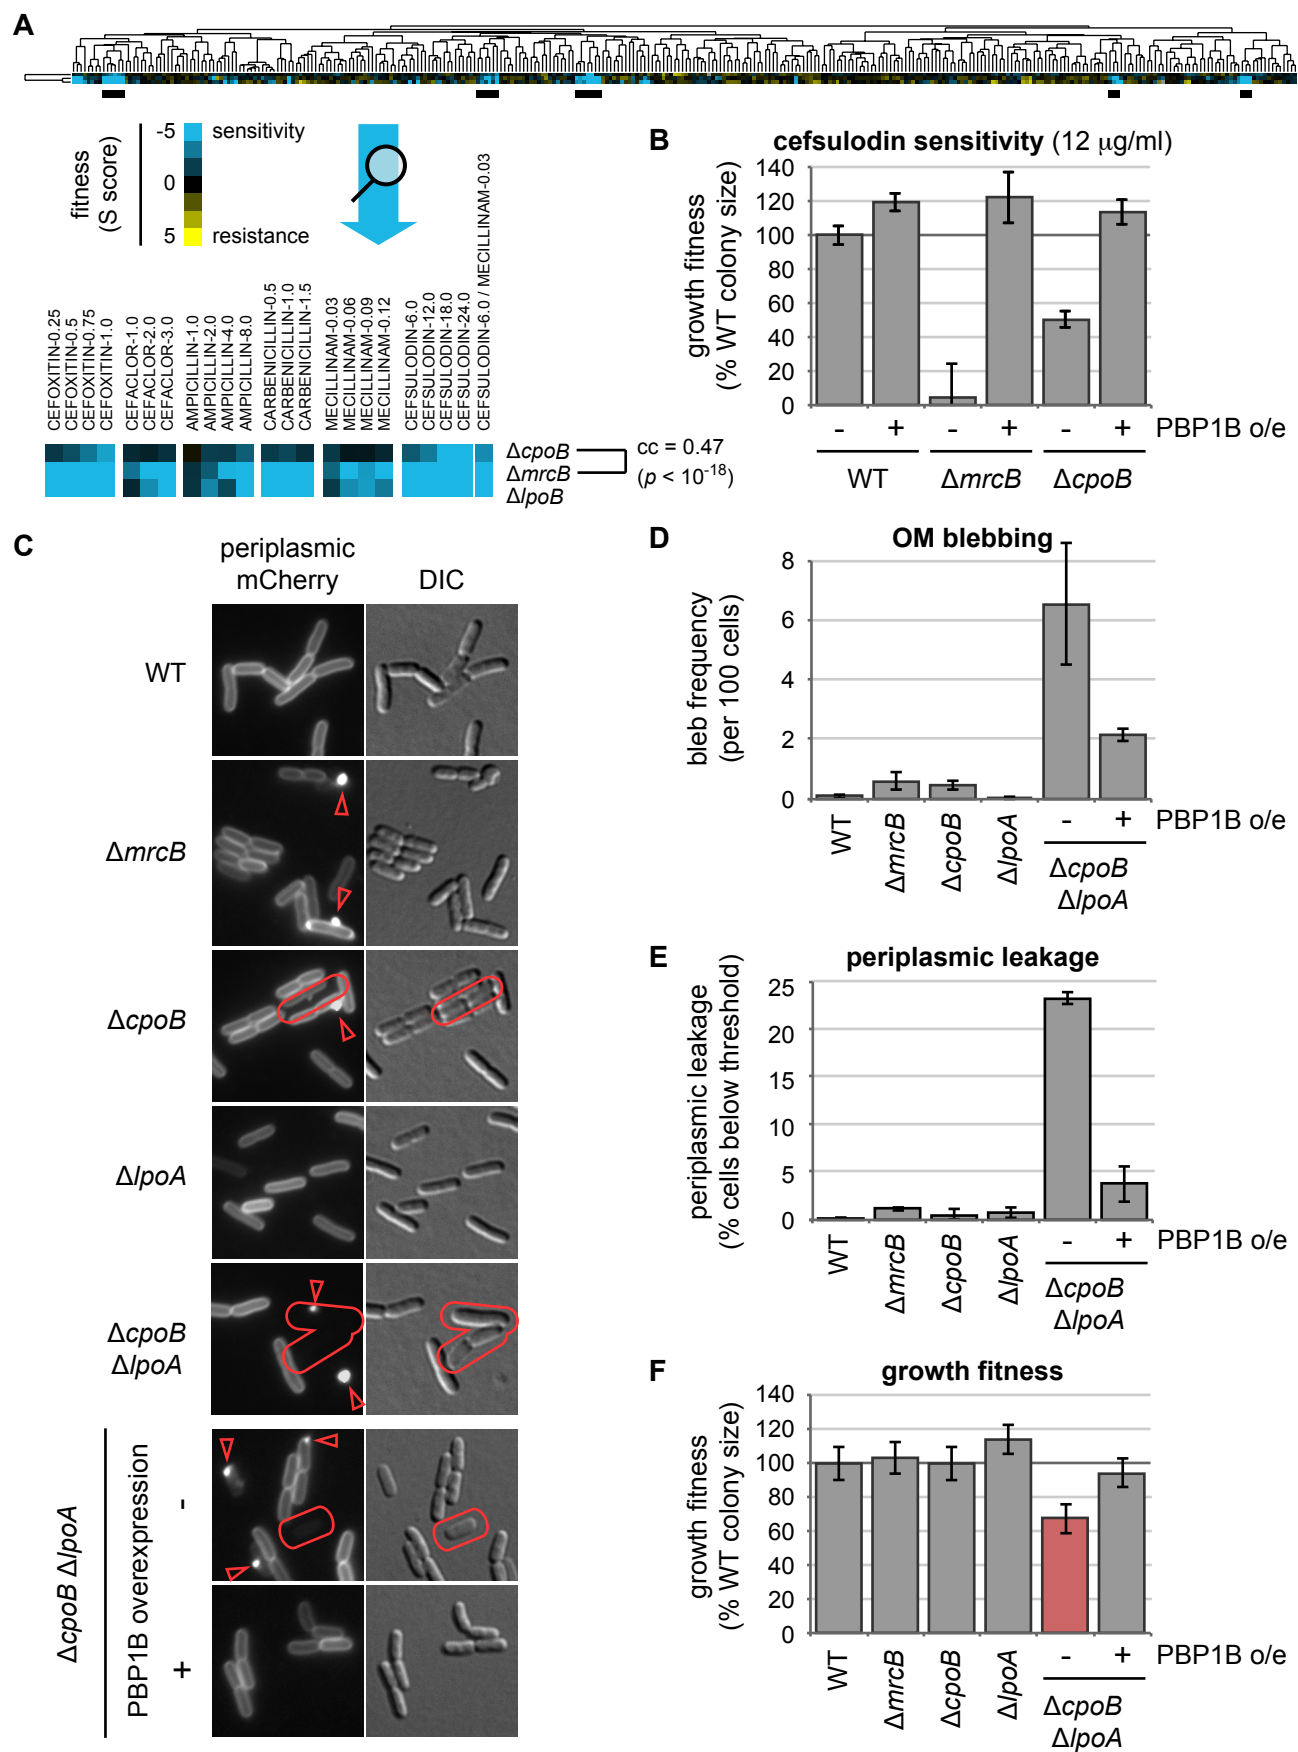 A
fitness
(S score)
-5
sensitivity
0
5
resistance
CEFOXITIN-0.25
CEFOXITIN-0.5
CEFOXITIN-0.75
CEFOXITIN-1.0
CEFACLOR-1.0
CEFACLOR-2.0
CEFACLOR-3.0
AMPICILLIN-1.0
AMPICILLIN-2.0
AMPICILLIN-4.0
AMPICILLIN-8.0
CARBENICILLIN-0.5
CARBENICILLIN-1.0
CARBENICILLIN-1.5
MECILLINAM-0.03
MECILLINAM-0.06
MECILLINAM-0.09
MECILLINAM-0.12
CEFSULODIN-6.0
CEFSULODIN-12.0
CEFSULODIN-18.0
CEFSULODIN-24.0
CEFSULODIN-6.0 / MECILLINAM-0.03
ΔcpoB
ΔmrcB
ΔlpoB
cc = 0.47
(p < 10-18)
B
cefsulodin sensitivity (12 μg/ml)
growth fitness
(% WT colony size)
140
120
100
80
60
40
20
0
- + - + - + PBP1B o/e
WT ΔmrcB ΔcpoB
C
periplasmic
mCherry
DIC
WT
ΔmrcB
ΔcpoB
ΔlpoA
ΔcpoB
ΔlpoA
ΔcpoB ΔlpoA
PBP1B overexpression
-
+
D
OM blebbing
bleb frequency
(per 100 cells)
8
6
4
2
0
WT
ΔmrcB
ΔcpoB
ΔlpoA
- + PBP1B o/e
ΔcpoB
ΔlpoA
E
periplasmic leakage
periplasmic leakage
(% cells below threshold)
25
20
15
10
5
0
WT
ΔmrcB
ΔcpoB
ΔlpoA
- + PBP1B o/e
ΔcpoB
ΔlpoA
F
growth fitness
growth fitness
(% WT colony size)
140
120
100
80
60
40
20
0
WT
ΔmrcB
ΔcpoB
ΔlpoA
- + PBP1B o/e
ΔcpoB
ΔlpoA